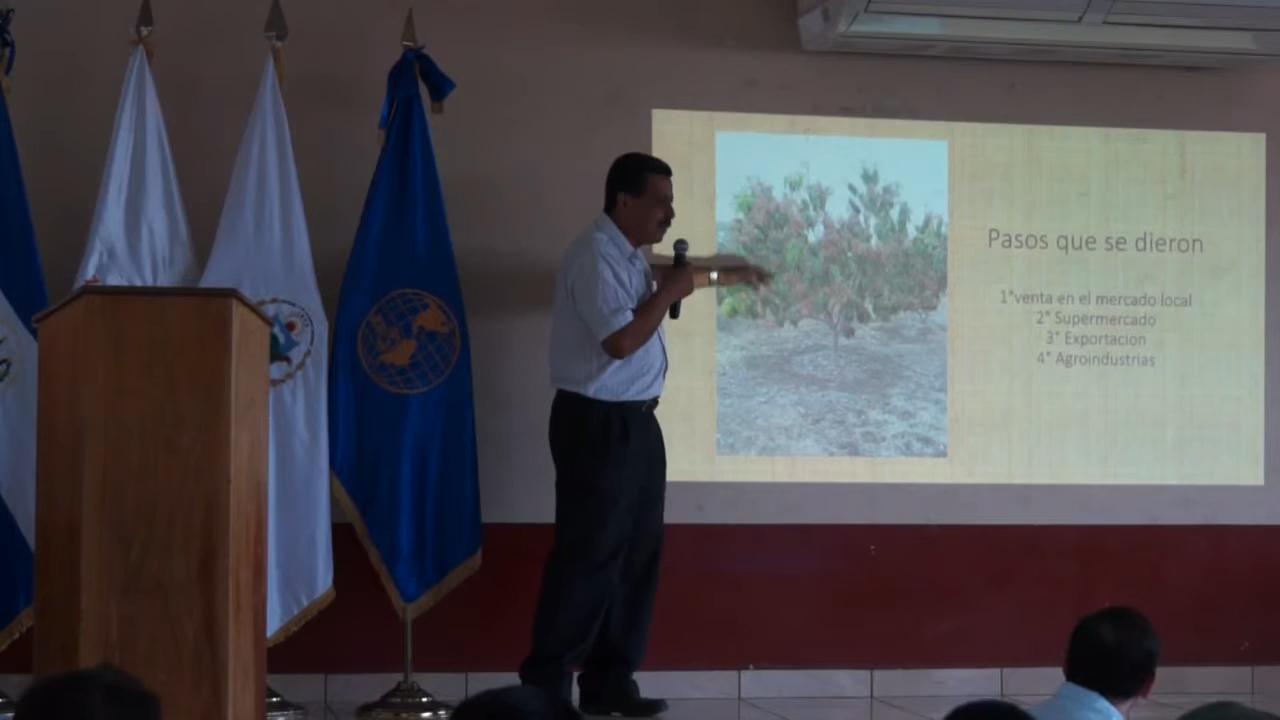 Pasos que se dieron
1°venta en el mercado local
2° Supermercado
3° Exportacion
4° Agroindustrias